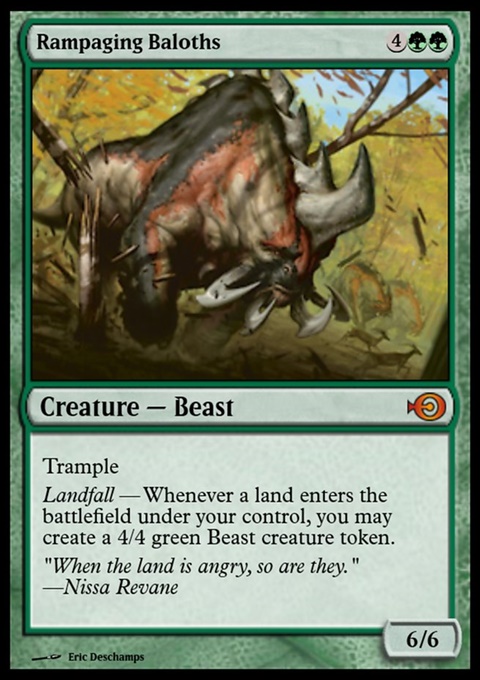 Rampaging Baloths 4
Creature — Beast
Trample
Landfall — Whenever a land enters the
battlefield under your control, you may
create a 4/4 green Beast creature token.
"When the land is angry, so are they."
—Nissa Revane
6/6
Eric Deschamps